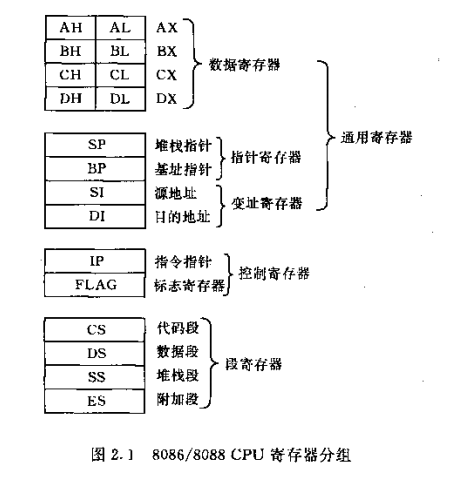 AH AL AX
BH BL BX
CH CL CX
DH DL DX
数据寄存器
通用寄存器
SP 堆栈指针
BP 基址指针
指针寄存器
SI 源地址
DI 目的地址
变址寄存器
IP 指令指针
FLAG 标志寄存器
控制寄存器
CS 代码段
DS 数据段
SS 堆栈段
ES 附加段
段寄存器
图 2.1 8086/8088 CPU 寄存器分组